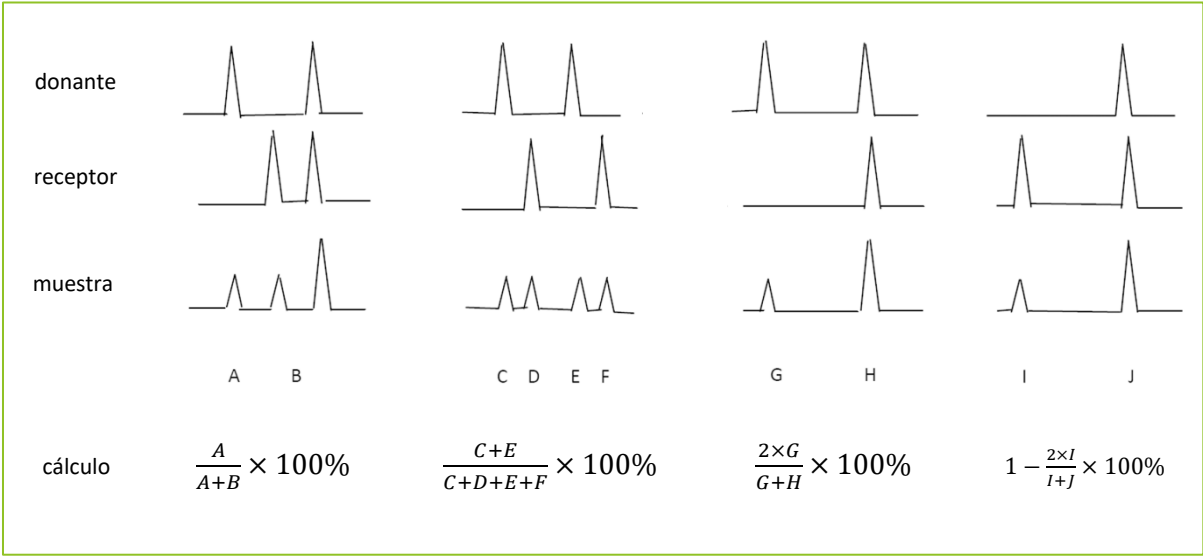 donante
receptor
muestra
A B C D E F G H I J
cálculo A/(A+B) × 100% (C+E)/(C+D+E+F) × 100% (2×G)/(G+H) × 100% 1 − (2×I)/(I+J) × 100%